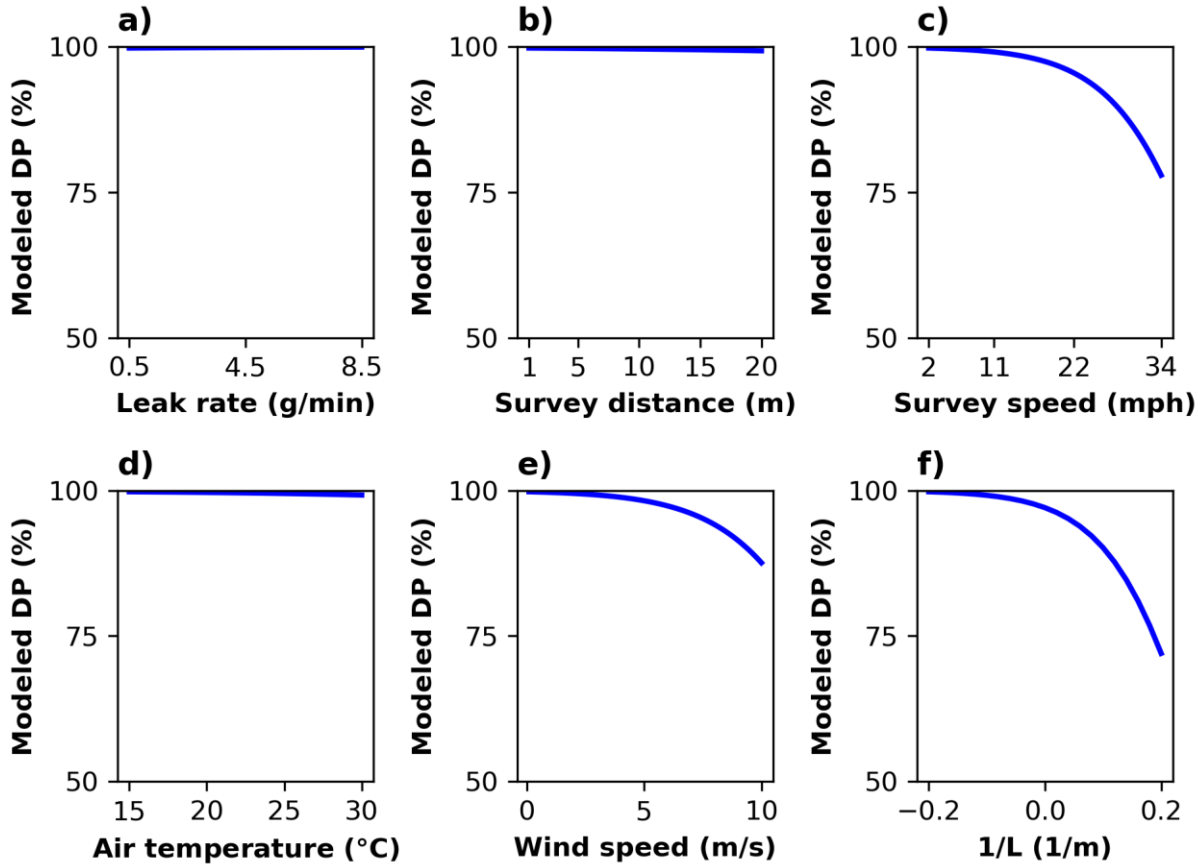 a)
Modeled DP (%)
100
75
50
0.5 4.5 8.5
Leak rate (g/min)
b)
Modeled DP (%)
100
75
50
1 5 10 15 20
Survey distance (m)
c)
Modeled DP (%)
100
75
50
2 11 22 34
Survey speed (mph)
d)
Modeled DP (%)
100
75
50
15 20 25 30
Air temperature (°C)
e)
Modeled DP (%)
100
75
50
0 5 10
Wind speed (m/s)
f)
Modeled DP (%)
100
75
50
−0.2 0.0 0.2
1/L (1/m)